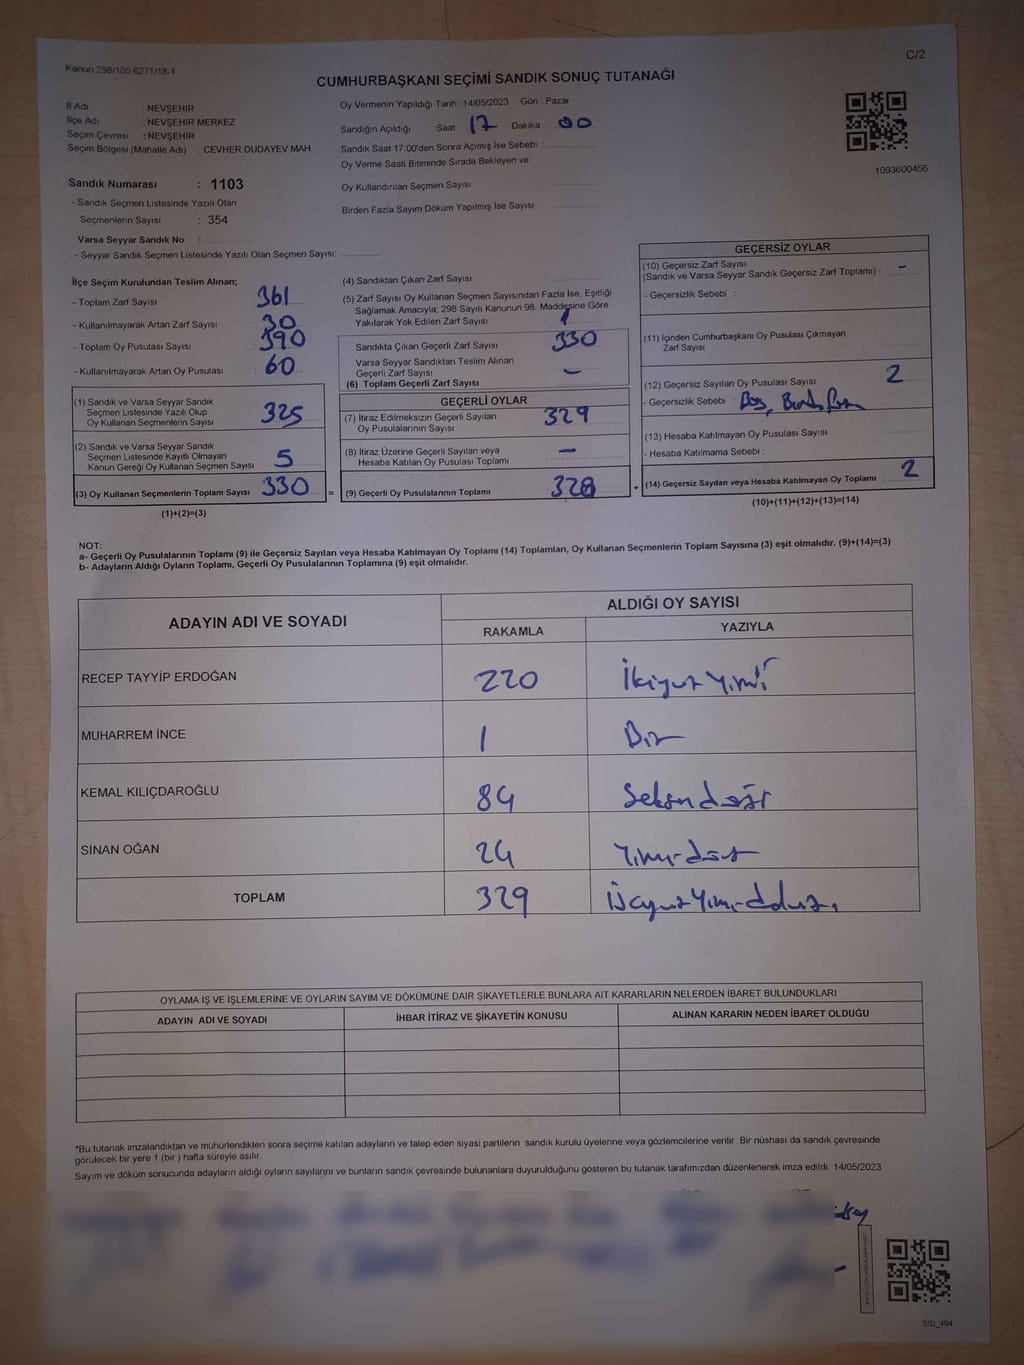 Kanun 298/105.6271/18-1
C/2
CUMHURBAŞKANI SEÇİMİ SANDIK SONUÇ TUTANAĞI
İl Adı : NEVŞEHİR
İlçe Adı : NEVŞEHİR MERKEZ
Seçim Çevresi : NEVŞEHİR
Seçim Bölgesi (Mahalle Adı) CEVHER DUDAYEV MAH.
Oy Vermenin Yapıldığı Tarih : 14/05/2023 Gün : Pazar
Sandığın Açıldığı Saat 17 Dakika 00
Sandık Saat 17:00'den Sonra Açımış İse Sebebi :
Oy Verme Saati Bitiminde Sırada Bekleyen ve
Oy Kullandırılan Seçmen Sayısı
Birden Fazla Sayım Döküm Yapılmış İse Sayısı :
1093600456
Sandık Numarası : 1103
- Sandık Seçmen Listesinde Yazılı Olan
Seçmenlerin Sayısı : 354
Varsa Seyyar Sandık No :
- Seyyar Sandık Seçmen Listesinde Yazılı Olan Seçmen Sayısı:
İlçe Seçim Kurulundan Teslim Alınan;
- Toplam Zarf Sayısı : 361
- Kullanılmayarak Artan Zarf Sayısı : 30
- Toplam Oy Pusulası Sayısı : 390
- Kullanılmayarak Artan Oy Pusulası : 60
(1) Sandık ve Varsa Seyyar Sandık
Seçmen Listesinde Yazılı Olup
Oy Kullanan Seçmenlerin Sayısı 325
(2) Sandık ve Varsa Seyyar Sandık
Seçmen Listesinde Kayıtlı Olmayan
Kanun Gereği Oy Kullanan Seçmen Sayısı 5
(3) Oy Kullanan Seçmenlerin Toplam Sayısı 330
(1)+(2)=(3)
(4) Sandıktan Çıkan Zarf Sayısı :
(5) Zarf Sayısı Oy Kullanan Seçmen Sayısından Fazla İse, Eşitliği
Sağlamak Amacıyla; 298 Sayılı Kanunun 98. Maddesine Göre
Yakılarak Yok Edilen Zarf Sayısı : 1
Sandıkta Çıkan Geçerli Zarf Sayısı 330
Varsa Seyyar Sandıktan Teslim Alınan
Geçerli Zarf Sayısı –
(6) Toplam Geçerli Zarf Sayısı
GEÇERLİ OYLAR
(7) İtiraz Edilmeksizin Geçerli Sayılan
Oy Pusulalarının Sayısı 329
(8) İtiraz Üzerine Geçerli Sayılan veya
Hesaba Katılan Oy Pusulası Toplamı –
= (9) Geçerli Oy Pusulalarının Toplamı 328
GEÇERSİZ OYLAR
(10) Geçersiz Zarf Sayısı
(Sandık ve Varsa Seyyar Sandık Geçersiz Zarf Toplamı) : –
- Geçersizlik Sebebi :
(11) İçinden Cumhurbaşkanı Oy Pusulası Çıkmayan
Zarf Sayısı
(12) Geçersiz Sayılan Oy Pusulası Sayısı 2
- Geçersizlik Sebebi : Boş,
(13) Hesaba Katılmayan Oy Pusulası Sayısı
- Hesaba Katılmama Sebebi :
+ (14) Geçersiz Sayılan veya Hesaba Katılmayan Oy Toplamı : 2
(10)+(11)+(12)+(13)=(14)
NOT:
a- Geçerli Oy Pusulalarının Toplamı (9) ile Geçersiz Sayılan veya Hesaba Katılmayan Oy Toplamı (14) Toplamları, Oy Kullanan Seçmenlerin Toplam Sayısına (3) eşit olmalıdır. (9)+(14)=(3)
b- Adayların Aldığı Oyların Toplamı, Geçerli Oy Pusulalarının Toplamına (9) eşit olmalıdır.
ADAYIN ADI VE SOYADI ALDIĞI OY SAYISI
RAKAMLA YAZIYLA
RECEP TAYYİP ERDOĞAN 220 İkiyüz yirmi
MUHARREM İNCE 1 Bir
KEMAL KILIÇDAROĞLU 84 Seksen dört
SİNAN OĞAN 24 Yirmi dört
TOPLAM 329 Üçyüz Yirmi dokuz
OYLAMA İŞ VE İŞLEMLERİNE VE OYLARIN SAYIM VE DÖKÜMÜNE DAİR ŞİKAYETLERLE BUNLARA AİT KARARLARIN NELERDEN İBARET BULUNDUKLARI
ADAYIN ADI VE SOYADI İHBAR İTİRAZ VE ŞİKAYETİN KONUSU ALINAN KARARIN NEDEN İBARET OLDUĞU
*Bu tutanak imzalandıktan ve mühürlendikten sonra seçime katılan adayların ve talep eden siyasi partilerin sandık kurulu üyelerine veya gözlemcilerine verilir. Bir nüshası da sandık çevresinde
görülecek bir yere 1 (bir ) hafta süreyle asılır.
Sayım ve döküm sonucunda adayların aldığı oyların sayılarını ve bunların sandık çevresinde bulunanlara duyurulduğunu gösteren bu tutanak tarafımızdan düzenlenerek imza edildi. 14/05/2023
SSI_404